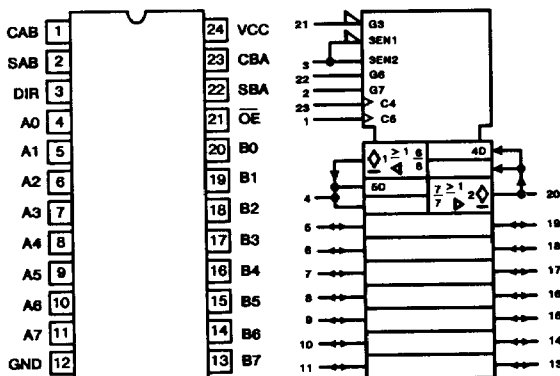 CAB 1 24 VCC
SAB 2 23 CBA
DIR 3 22 SBA
A0 4 21 OE
A1 5 20 B0
A2 6 19 B1
A3 7 18 B2
A4 8 17 B3
A5 9 16 B4
A6 10 15 B5
A7 11 14 B6
GND 12 13 B7
21 G3
3EN1
3 3EN2
22 G6
2 G7
23 C4
1 C5
1 ≥1 6 6 4D
4 5D 7 7 ≥1 2 20
5 19
6 18
7 17
8 16
9 15
10 14
11 13